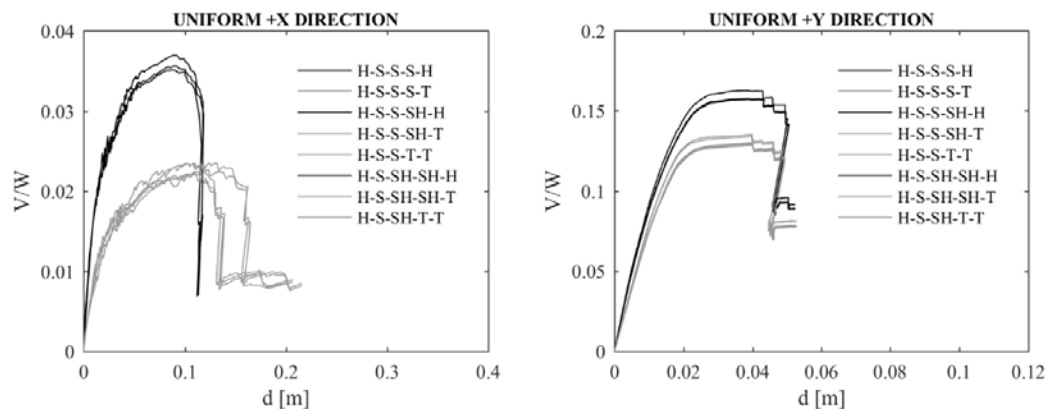 UNIFORM +X DIRECTION
0.04
0.03
0.02
0.01
0
V/W
0
0.1
0.2
0.3
0.4
d [m]
H-S-S-S-H
H-S-S-S-T
H-S-S-SH-H
H-S-S-SH-T
H-S-S-T-T
H-S-SH-SH-H
H-S-SH-SH-T
H-S-SH-T-T
UNIFORM +Y DIRECTION
0.2
0.15
0.1
0.05
0
V/W
0
0.02
0.04
0.06
0.08
0.1
0.12
d [m]
H-S-S-S-H
H-S-S-S-T
H-S-S-SH-H
H-S-S-SH-T
H-S-S-T-T
H-S-SH-SH-H
H-S-SH-SH-T
H-S-SH-T-T